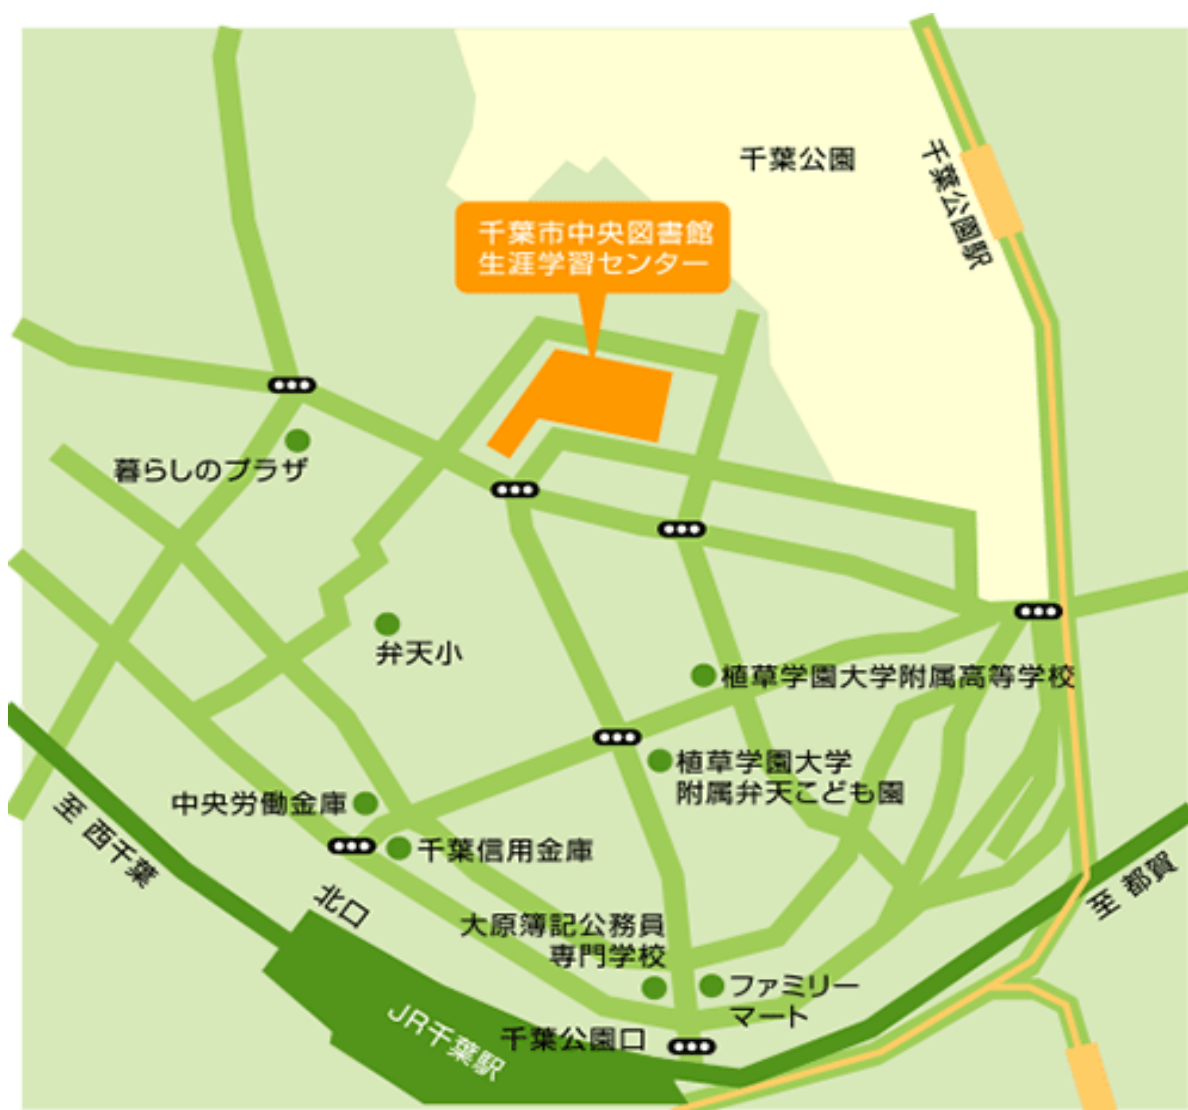 千葉公園
千葉公園駅
千葉市中央図書館
生涯学習センター
暮らしのプラザ
弁天小
植草学園大学附属高等学校
植草学園大学
附属弁天こども園
中央労働金庫
千葉信用金庫
至 西千葉
至 都賀
北口
大原簿記公務員
専門学校
ファミリー
マート
千葉公園口
JR千葉駅